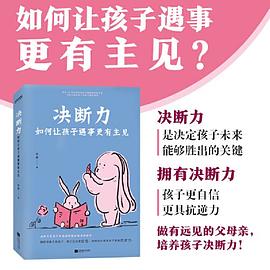 如何让孩子遇事
更有主见？
决断力
如何让孩子遇事更有主见
决断力
是决定孩子未来
能够胜出的关键
拥有决断力
孩子更自信
更具抗逆力
做有远见的父母亲，
培养孩子决断力！